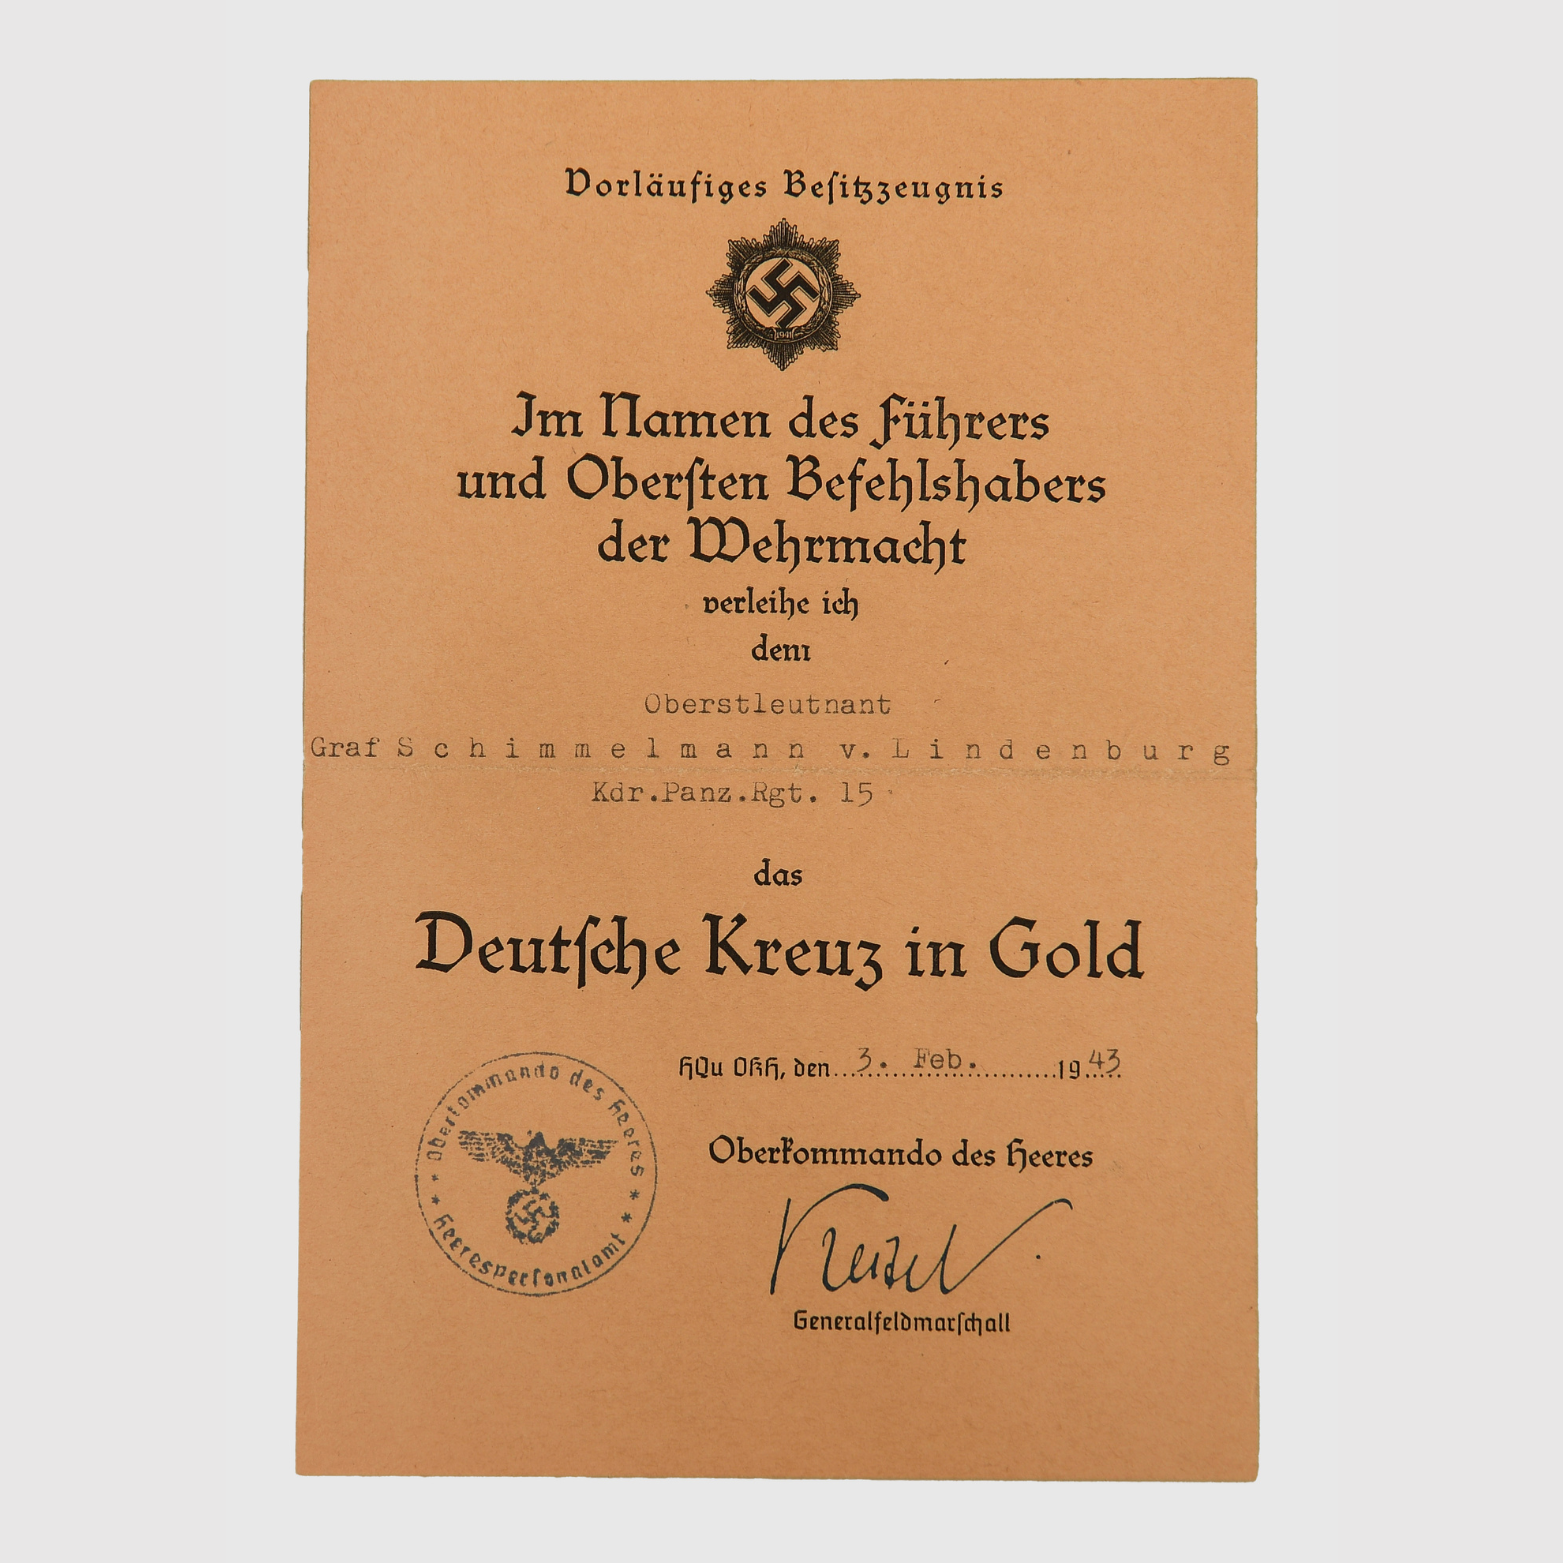 Vorläufiges Besitzzeugnis
1941
Im Namen des Führers
und Obersten Befehlshabers
der Wehrmacht
verleihe ich
dem
Oberstleutnant
Graf S c h i m m e l m a n n v. L i n d e n b u r g
Kdr.Panz.Rgt. 15
das
Deutsche Kreuz in Gold
HQu OKH, den 3. Feb. 1943
Oberkommando des Heeres
* Heerespersonalamt *
Oberkommando des Heeres
Keitel
Generalfeldmarschall